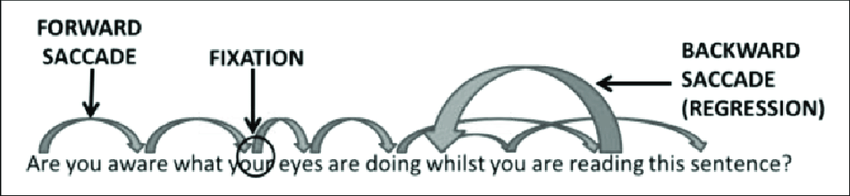 FORWARD
SACCADE
FIXATION
BACKWARD
SACCADE
(REGRESSION)
Are you aware what your eyes are doing whilst you are reading this sentence?